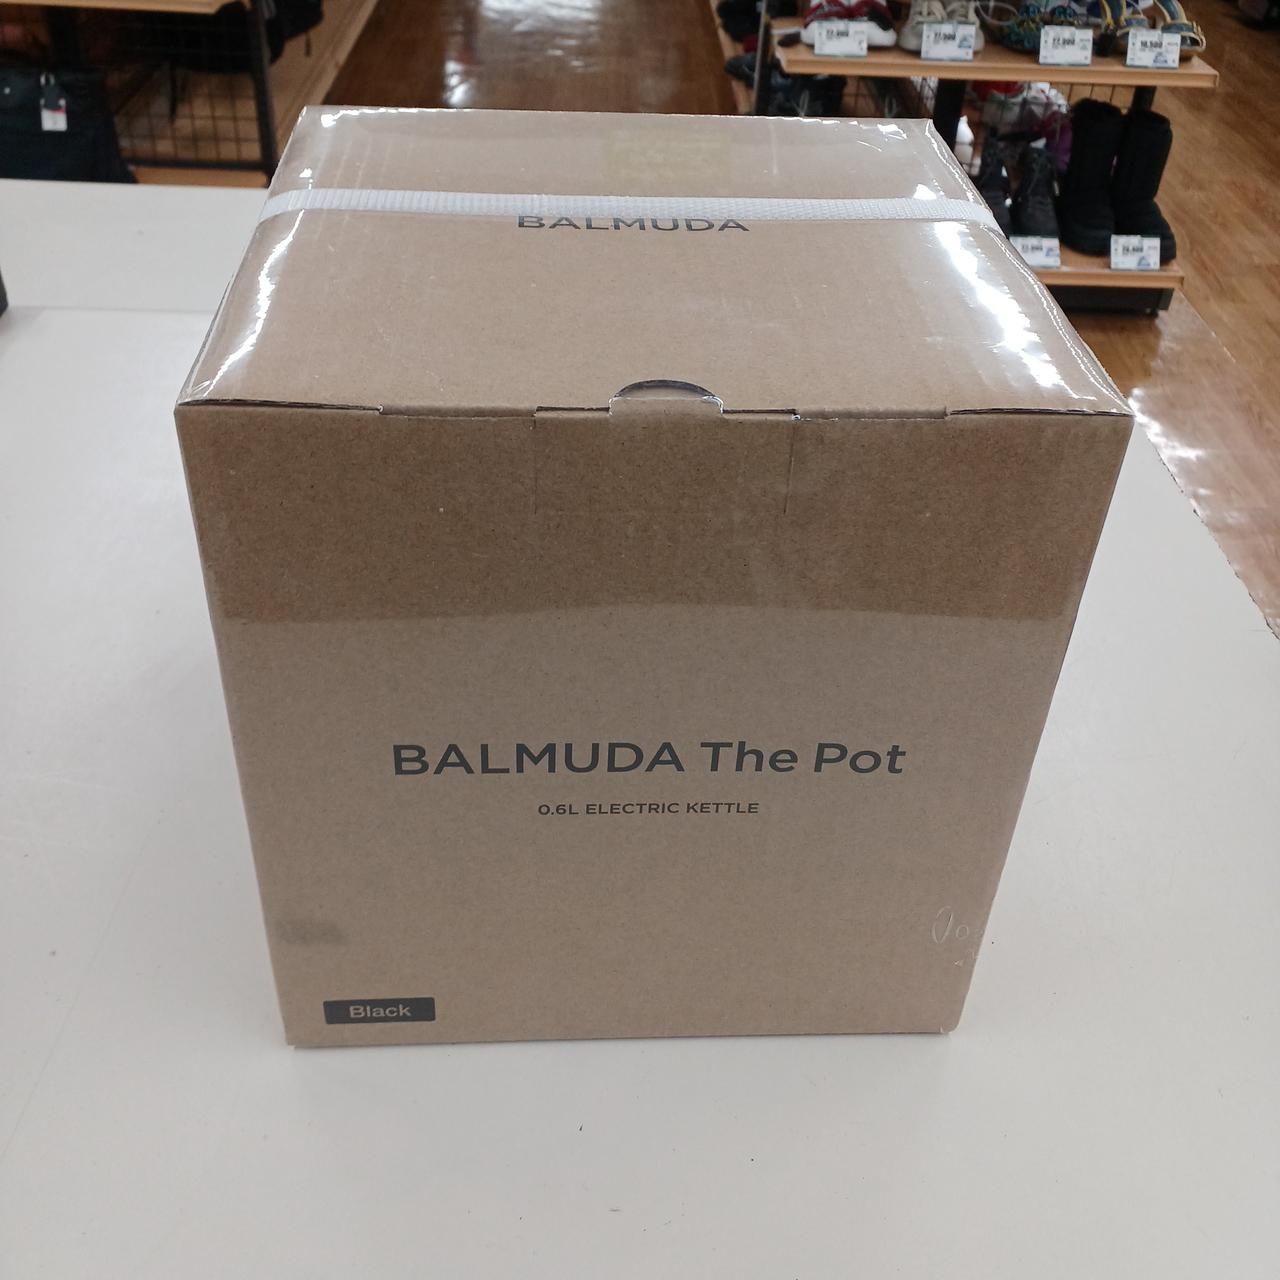 BALMUDA
BALMUDA The Pot
0.6L ELECTRIC KETTLE
Black